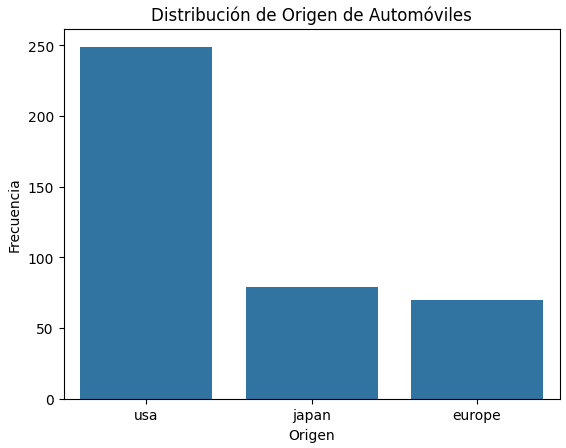 Distribución de Origen de Automóviles
Frecuencia
250
200
150
100
50
0
usa japan europe
Origen